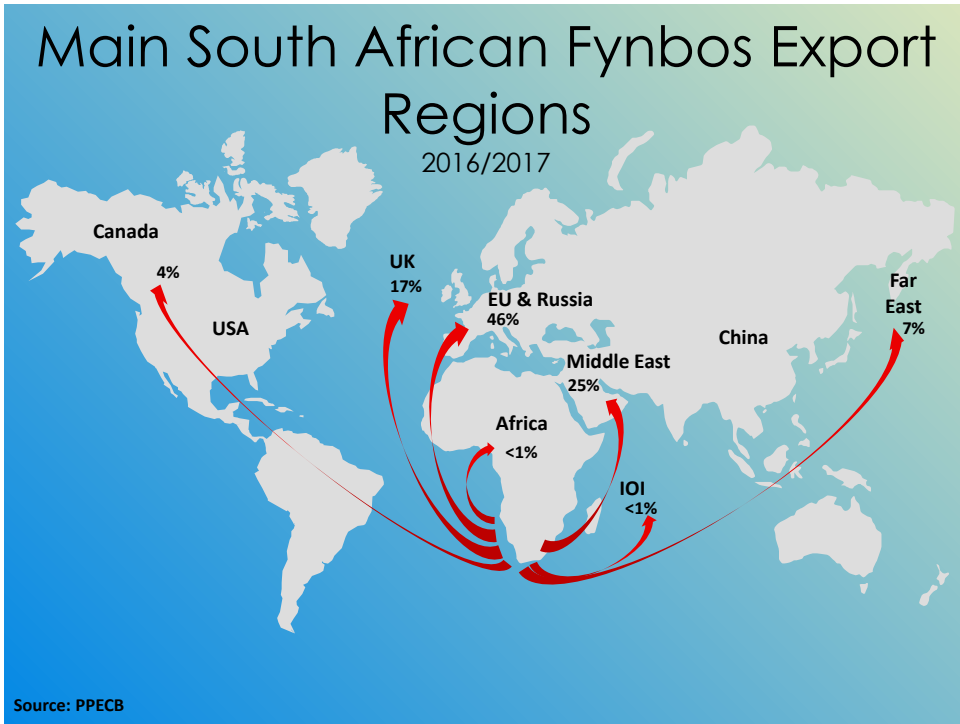 Main South African Fynbos Export
Regions
2016/2017
Canada
4%
USA
UK
17%
EU & Russia
46%
Middle East
25%
Africa
<1%
IOI
<1%
China
Far
East
7%
Source: PPECB